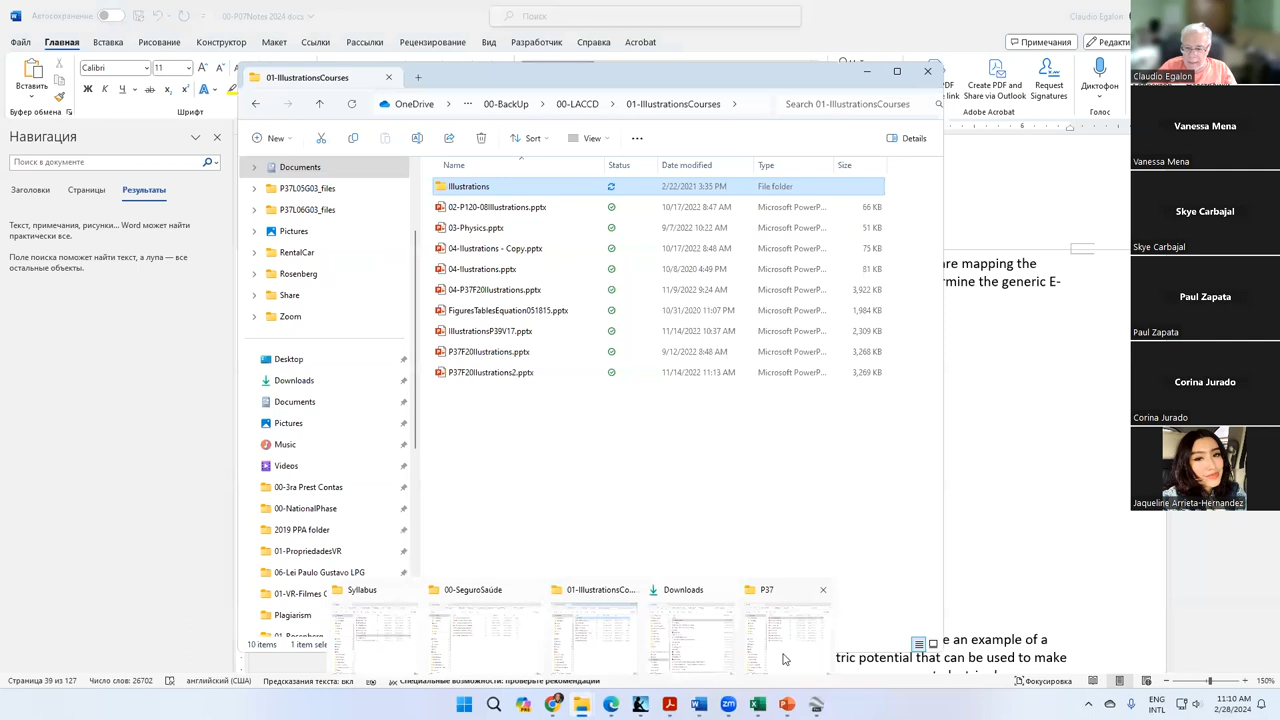 Автосохранение
00-P07Notes 2024.docx
Поиск
Claudio Egalon
Файл Главная Вставка Рисование Конструктор Макет Ссылки Рассылки Рецензирование Вид Разработчик Справка Acrobat
Примечания
Вставить
Calibri 11
Ж К Ч
Буфер обмена
Шрифт
Create PDF and Share via Outlook
Request Signatures
Adobe Acrobat
Диктофон
Голос
Claudio Egalon
Vanessa Mena
Vanessa Mena
Skye Carbajal
Skye Carbajal
Paul Zapata
Paul Zapata
Corina Jurado
Corina Jurado
Jaqueline Arrieta-Hernandez
Навигация
Поиск в документе
Заголовки Страницы Результаты
Текст, примечания, рисунки... Word может найти
практически все.
Поле поиска поможет найти текст, а лупа — все
остальные объекты.
01-IllustrationsCourses
OneDrive 00-BackUp 00-LACCD 01-IllustrationsCourses
Search 01-IllustrationsCourses
New Sort View Details
Documents
P37L05G03_files
P37L06G03_files
Pictures
RentalCar
Rosenberg
Share
Zoom
Desktop
Downloads
Documents
Pictures
Music
Videos
00-3ra Prest Contas
00-NationalPhase
2019 PPA folder
01-PropriedadesVR
06-Lei Paulo Gustavo LPG
01-VR-Filmes
Plagiarism
10 items
Name Status Date modified Type Size
Illustrations 2/22/2021 3:35 PM File folder
02-P120-08Illustrations.pptx 10/17/2022 8:47 AM Microsoft PowerP... 66 KB
03-Physics.pptx 9/7/2022 10:22 AM Microsoft PowerP... 51 KB
04-Ilustrations - Copy.pptx 10/17/2022 8:48 AM Microsoft PowerP... 75 KB
04-Ilustrations.pptx 10/8/2020 4:49 PM Microsoft PowerP... 81 KB
04-P37F20Illustrations.pptx 11/9/2022 9:24 AM Microsoft PowerP... 3,922 KB
FiguresTablesEquation051815.pptx 10/31/2020 11:07 PM Microsoft PowerP... 1,984 KB
IllustrationsP39V17.pptx 11/14/2022 10:37 AM Microsoft PowerP... 2,309 KB
P37F20Illustrations.pptx 9/12/2022 8:48 AM Microsoft PowerP... 3,268 KB
P37F20Illustrations2.pptx 11/14/2022 11:13 AM Microsoft PowerP... 3,269 KB
are mapping the
rmine the generic E-
Syllabus 00-SeguroSaúde 01-IllustrationsCo... Downloads P37
e an example of a
tric potential that can be used to make
Страница 39 из 127 Число слов: 26702 английский (США) Предсказания текста: вкл Специальные возможности: проверьте рекомендации Фокусировка 150%
ENG
INTL
11:10 AM
2/28/2024